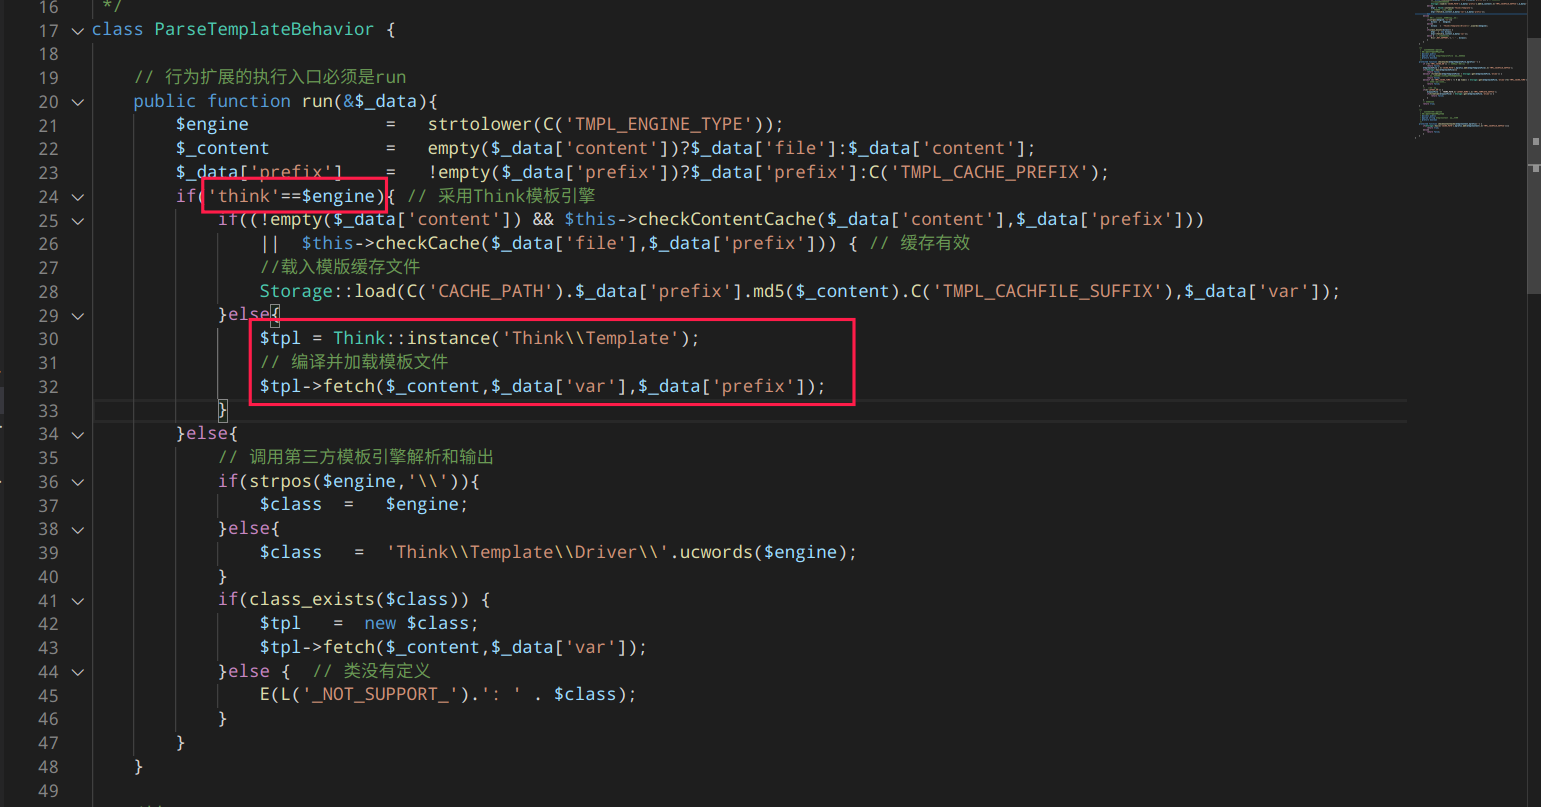 16 */
17 class ParseTemplateBehavior {
18
19 // 行为扩展的执行入口必须是run
20 public function run(&$_data){
21 $engine = strtolower(C('TMPL_ENGINE_TYPE'));
22 $_content = empty($_data['content'])?$_data['file']:$_data['content'];
23 $_data['prefix'] = !empty($_data['prefix'])?$_data['prefix']:C('TMPL_CACHE_PREFIX');
24 if('think'==$engine){ // 采用Think模板引擎
25 if((!empty($_data['content']) && $this->checkContentCache($_data['content'],$_data['prefix']))
26 || $this->checkCache($_data['file'],$_data['prefix'])) { // 缓存有效
27 //载入模版缓存文件
28 Storage::load(C('CACHE_PATH').$_data['prefix'].md5($_content).C('TMPL_CACHFILE_SUFFIX'),$_data['var']);
29 }else{
30 $tpl = Think::instance('Think\\Template');
31 // 编译并加载模板文件
32 $tpl->fetch($_content,$_data['var'],$_data['prefix']);
33 }
34 }else{
35 // 调用第三方模板引擎解析和输出
36 if(strpos($engine,'\\')){
37 $class = $engine;
38 }else{
39 $class = 'Think\\Template\\Driver\\'.ucwords($engine);
40 }
41 if(class_exists($class)) {
42 $tpl = new $class;
43 $tpl->fetch($_content,$_data['var']);
44 }else { // 类没有定义
45 E(L('_NOT_SUPPORT_').': ' . $class);
46 }
47 }
48 }
49